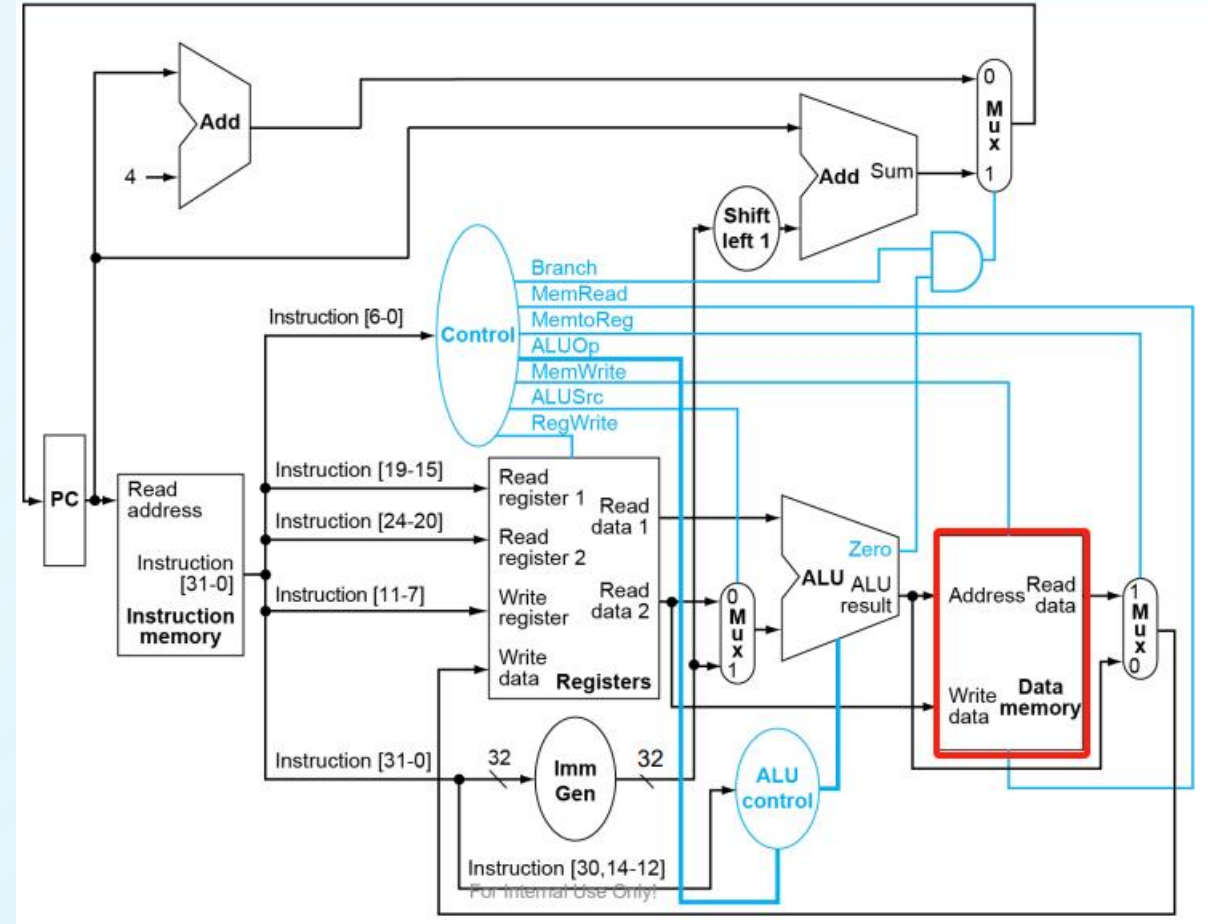 Add
4
0
M
u
x
1
Add Sum
Shift
left 1
Branch
MemRead
MemtoReg
ALUOp
MemWrite
ALUSrc
RegWrite
Control
Instruction [6-0]
PC
Read
address
Instruction
[31-0]
Instruction
memory
Instruction [19-15]
Instruction [24-20]
Instruction [11-7]
Read
register 1
Read
register 2
Write
register
Write
data
Read
data 1
Read
data 2
Registers
0
M
u
x
1
Zero
ALU
ALU
result
Address
Read
data
Write
data
Data
memory
1
M
u
x
0
Instruction [31-0]
32
Imm
Gen
32
ALU
control
Instruction [30,14-12]
For Internal Use Only!